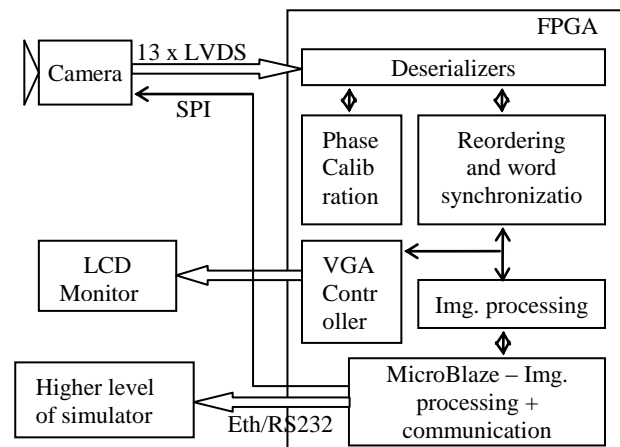 FPGA
13 x LVDS
Camera
Deserializers
SPI
Phase
Calib
ration
Reordering
and word
synchronizatio
LCD
Monitor
VGA
Contr
oller
Img. processing
Higher level
of simulator
Eth/RS232
MicroBlaze – Img.
processing +
communication